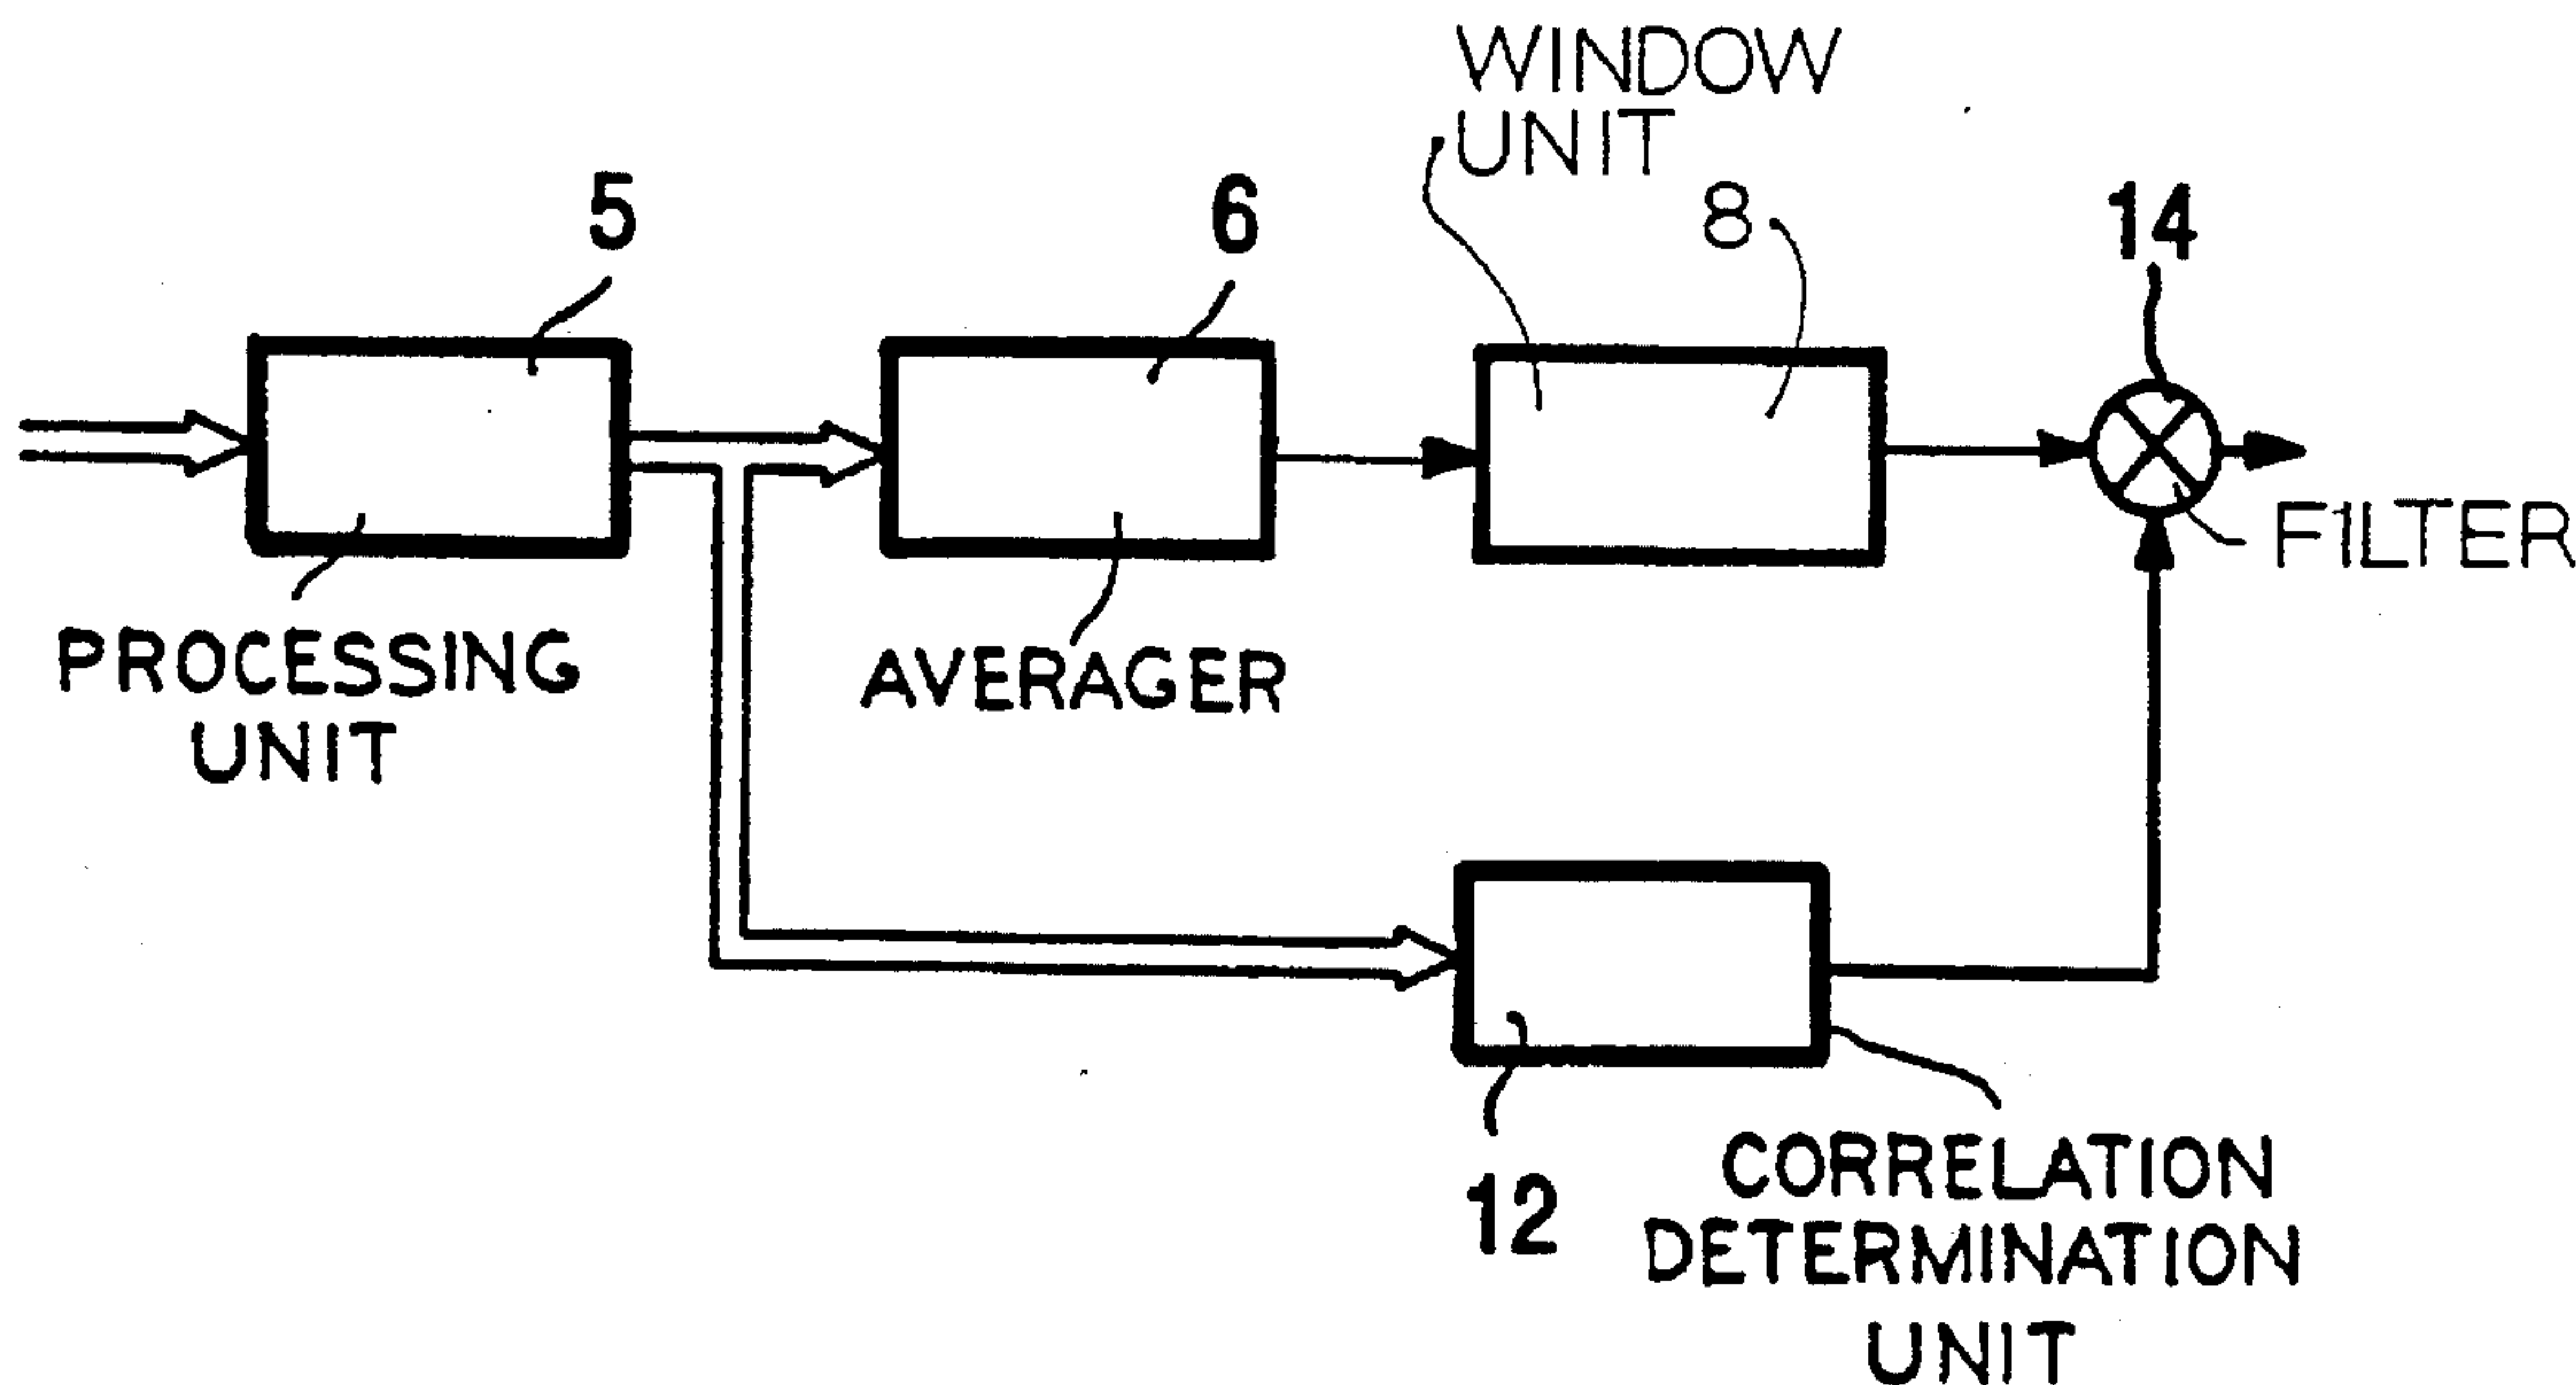 WINDOW
UNIT
5
6
8
14
FILTER
PROCESSING
UNIT
AVERAGER
12
CORRELATION
DETERMINATION
UNIT